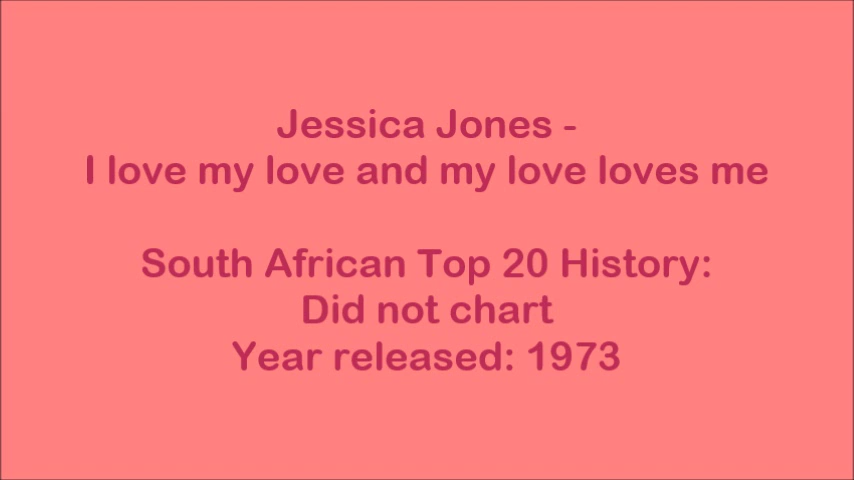 Jessica Jones -
I love my love and my love loves me
South African Top 20 History:
Did not chart
Year released: 1973